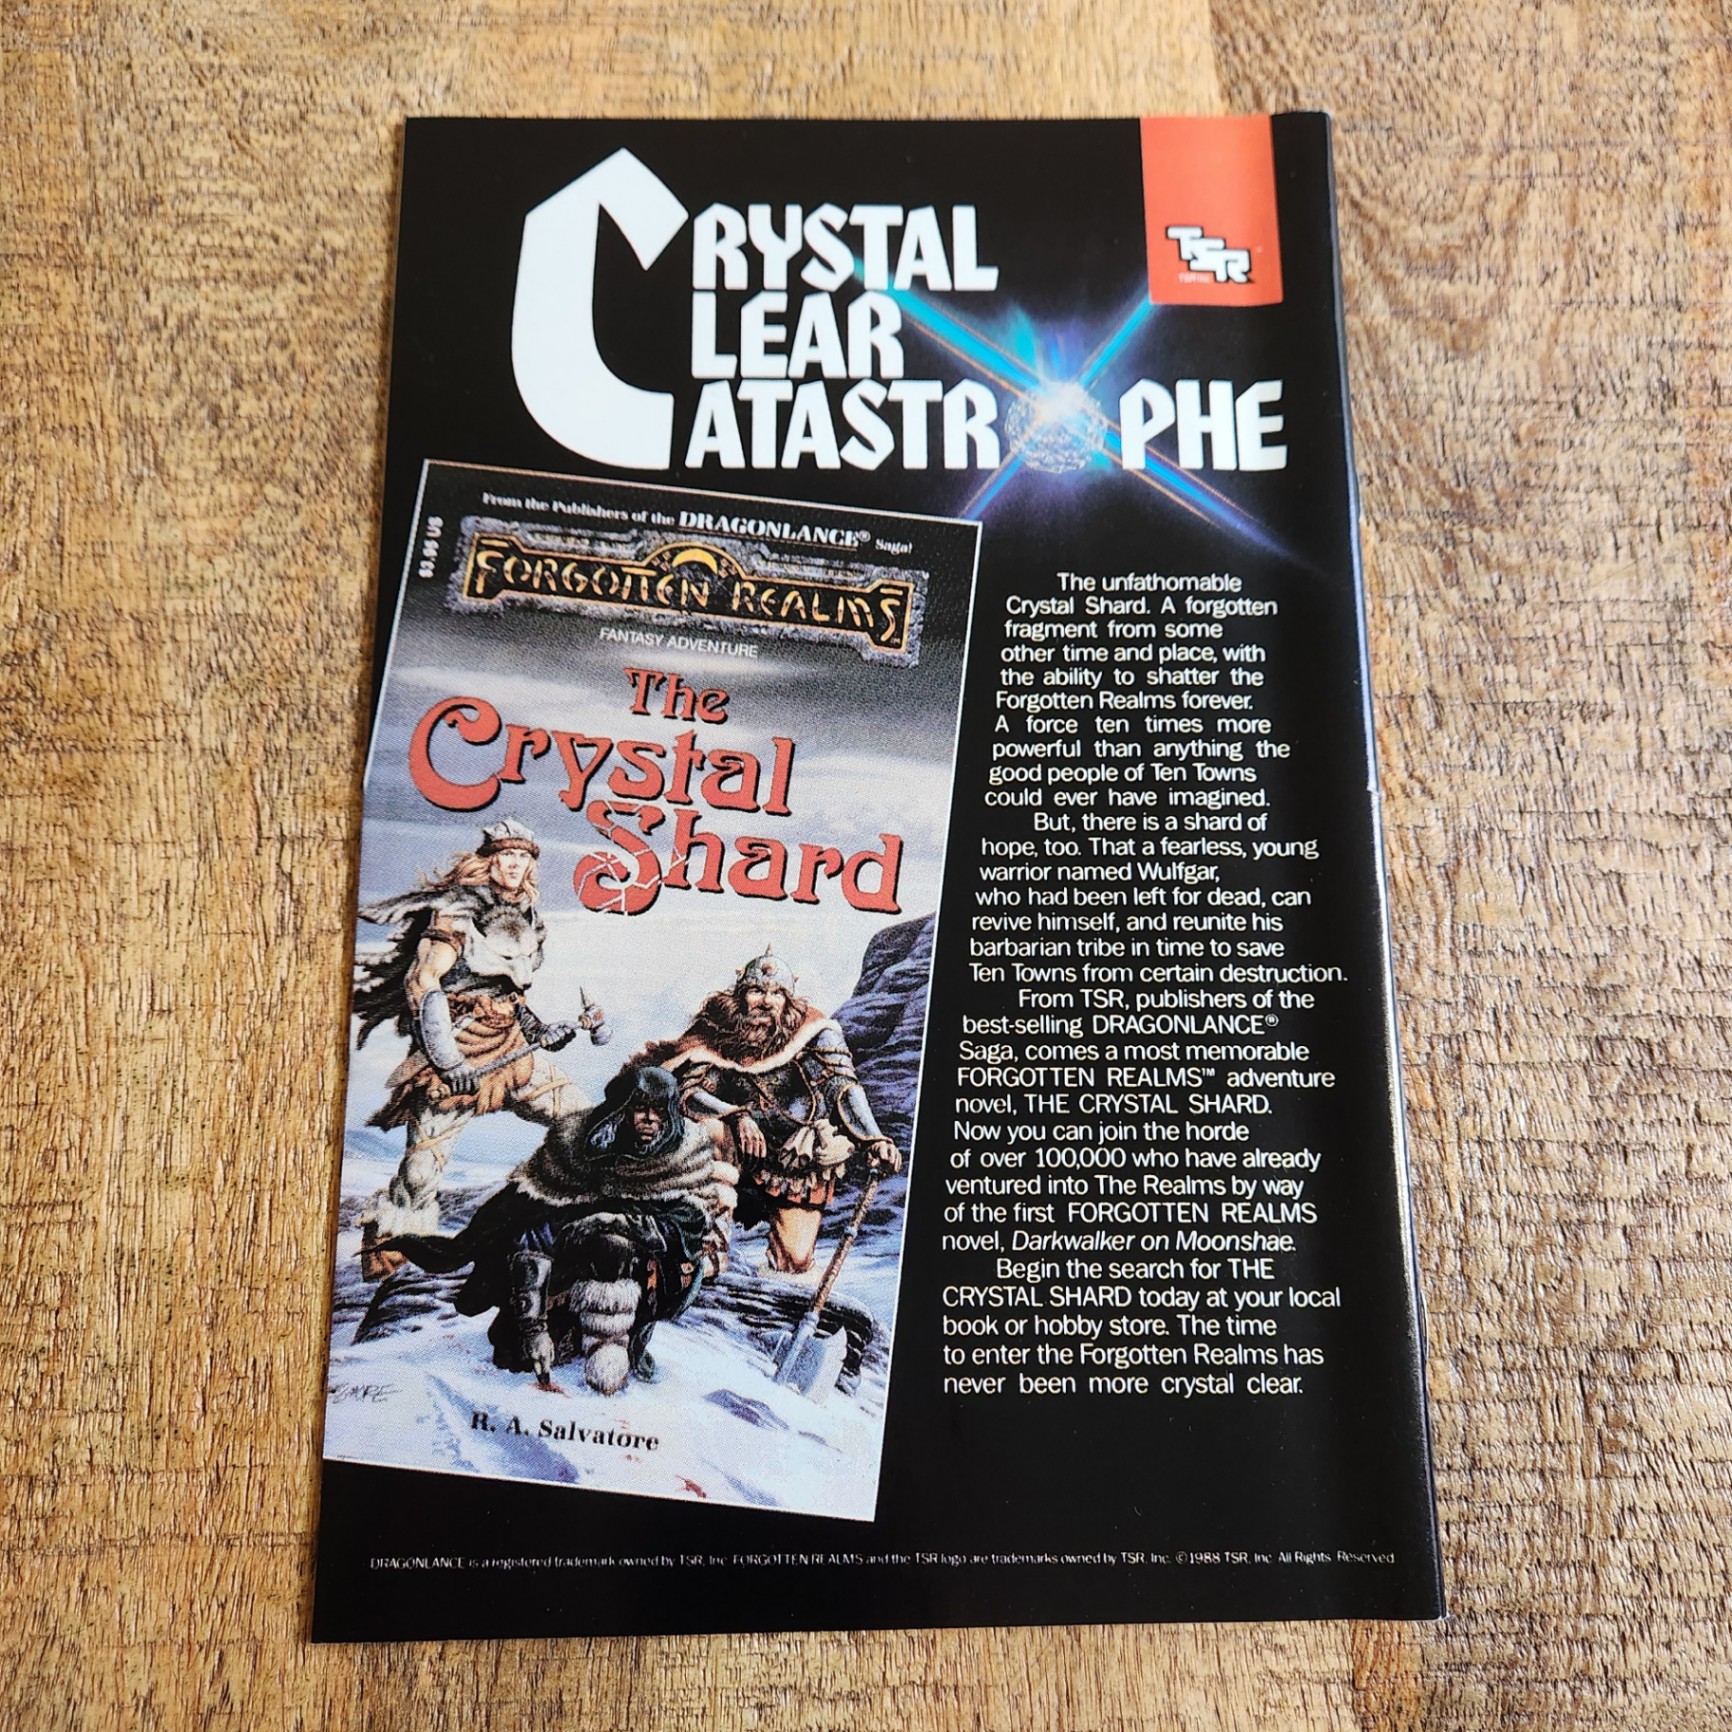 CRYSTAL
CLEAR
CATASTROPHE
TSR
From the Publishers of the DRAGONLANCE® Saga!
$3.95 US
FORGOTTEN REALMS
FANTASY ADVENTURE
The
Crystal
Shard
R. A. Salvatore
The unfathomable
Crystal Shard. A forgotten
fragment from some
other time and place, with
the ability to shatter the
Forgotten Realms forever.
A force ten times more
powerful than anything the
good people of Ten Towns
could ever have imagined.
But, there is a shard of
hope, too. That a fearless, young
warrior named Wulfgar,
who had been left for dead, can
revive himself, and reunite his
barbarian tribe in time to save
Ten Towns from certain destruction.
From TSR, publishers of the
best-selling DRAGONLANCE®
Saga, comes a most memorable
FORGOTTEN REALMS™ adventure
novel, THE CRYSTAL SHARD.
Now you can join the horde
of over 100,000 who have already
ventured into The Realms by way
of the first FORGOTTEN REALMS
novel, Darkwalker on Moonshae.
Begin the search for THE
CRYSTAL SHARD today at your local
book or hobby store. The time
to enter the Forgotten Realms has
never been more crystal clear.
DRAGONLANCE is a registered trademark owned by TSR, Inc. FORGOTTEN REALMS and the TSR logo are trademarks owned by TSR, Inc. ©1988 TSR, Inc. All Rights Reserved